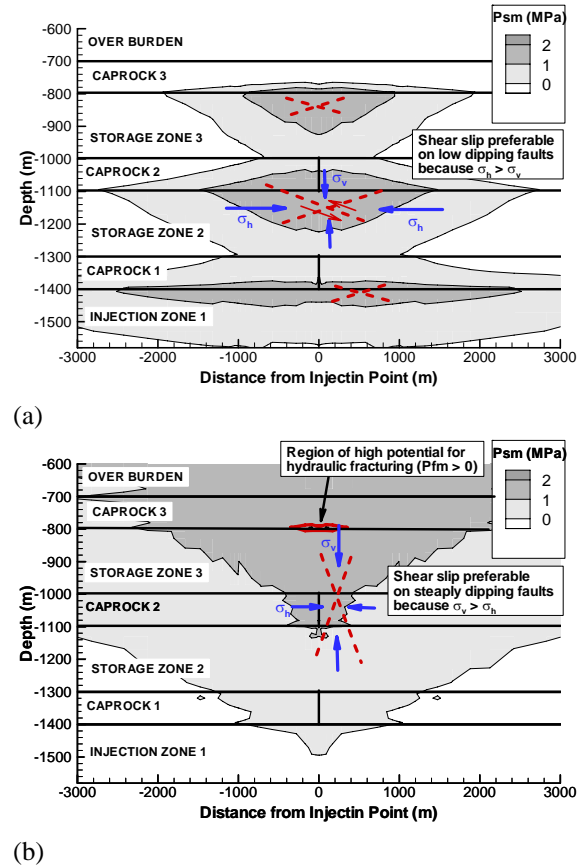 Psm (MPa)
2
1
0
-600
-700
-800
-900
-1000
-1100
-1200
-1300
-1400
-1500
Depth (m)
OVER BURDEN
CAPROCK 3
STORAGE ZONE 3
CAPROCK 2
STORAGE ZONE 2
CAPROCK 1
INJECTION ZONE 1
Shear slip preferable
on low dipping faults
because σh > σv
σv
σh
σh
-3000 -2000 -1000 0 1000 2000 3000
Distance from Injectin Point (m)
(a)
Region of high potential for
hydraulic fracturing (Pfm > 0)
Psm (MPa)
2
1
0
-600
-700
-800
-900
-1000
-1100
-1200
-1300
-1400
-1500
Depth (m)
OVER BURDEN
CAPROCK 3
STORAGE ZONE 3
CAPROCK 2
STORAGE ZONE 2
CAPROCK 1
INJECTION ZONE 1
σv
σh
Shear slip preferable
on steaply dipping faults
because σv > σh
-3000 -2000 -1000 0 1000 2000 3000
Distance from Injectin Point (m)
(b)